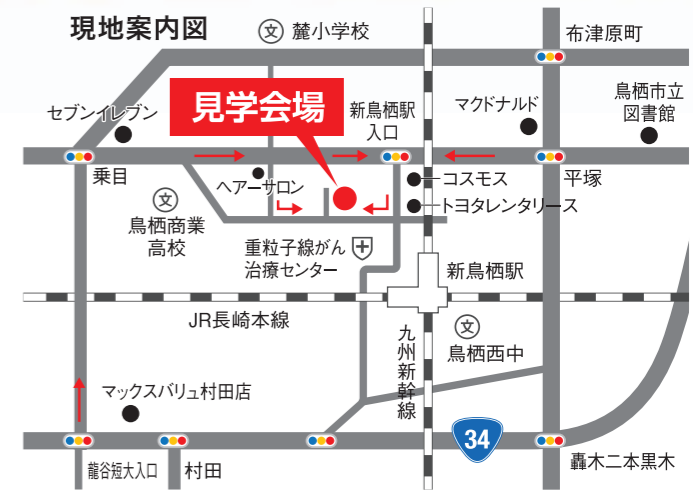 現地案内図
文
麓小学校
布津原町
セブンイレブン
見学会場
新鳥栖駅
入口
マクドナルド
鳥栖市立
図書館
乗目
ヘアーサロン
コスモス
平塚
文
鳥栖商業
高校
トヨタレンタリース
重粒子線がん
治療センター
新鳥栖駅
JR長崎本線
九州新幹線
文
鳥栖西中
マックスバリュ村田店
34
龍谷短大入口
村田
轟木二本黒木